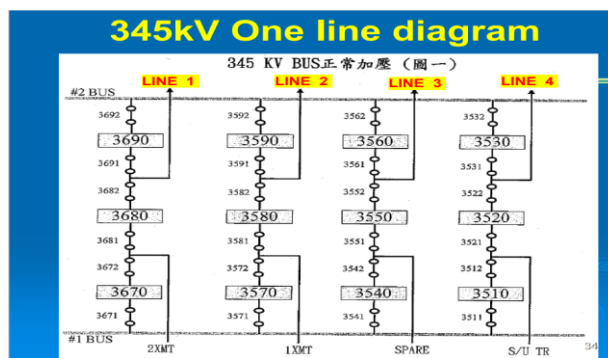 345kV One line diagram
345 KV BUS正常加壓 (圖一)
LINE 1 LINE 2 LINE 3 LINE 4
#2 BUS
3692 3592 3562 3532
3690 3590 3560 3530
3691 3591 3561 3531
3682 3582 3552 3522
3680 3580 3550 3520
3681 3581 3551 3521
3672 3572 3542 3512
3670 3570 3540 3510
3671 3571 3541 3511
#1 BUS
2XMT 1XMT SPARE S/U TR
34